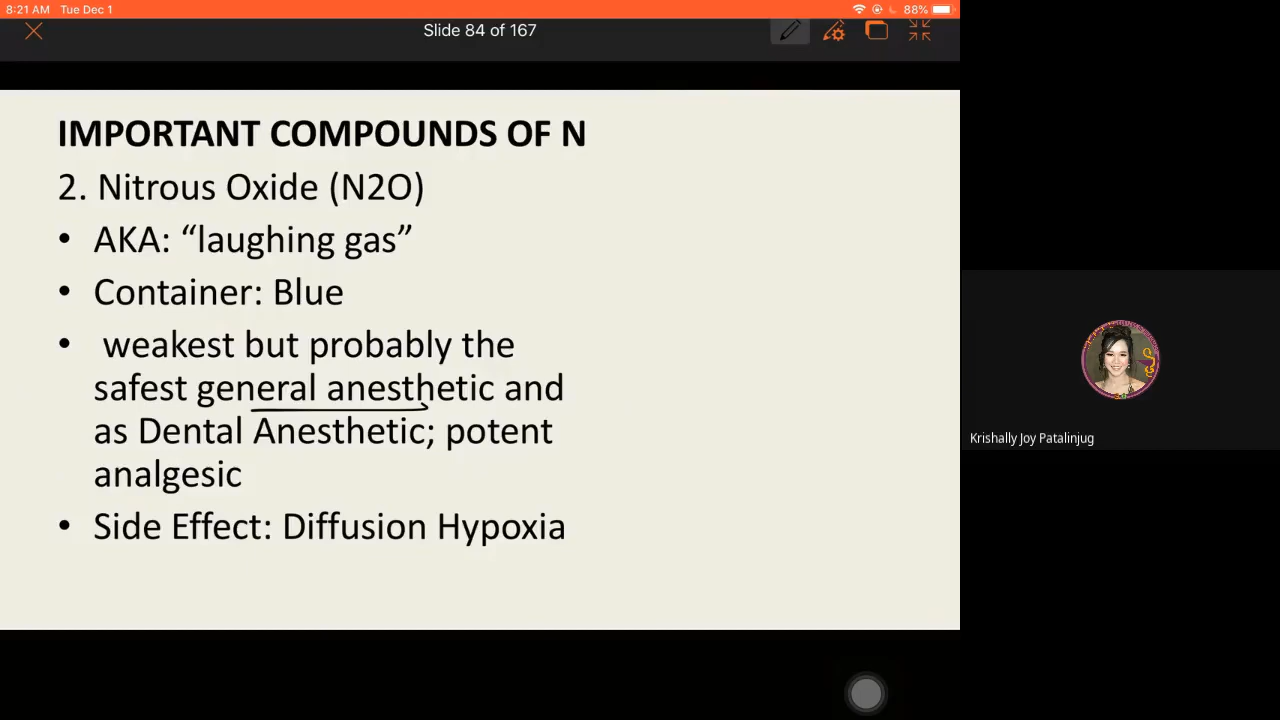 8:21 AM Tue Dec 1
88%
Slide 84 of 167
IMPORTANT COMPOUNDS OF N
2. Nitrous Oxide (N2O)
• AKA: “laughing gas”
• Container: Blue
• weakest but probably the
safest general anesthetic and
as Dental Anesthetic; potent
analgesic
• Side Effect: Diffusion Hypoxia
Krishally Joy Patalinjug